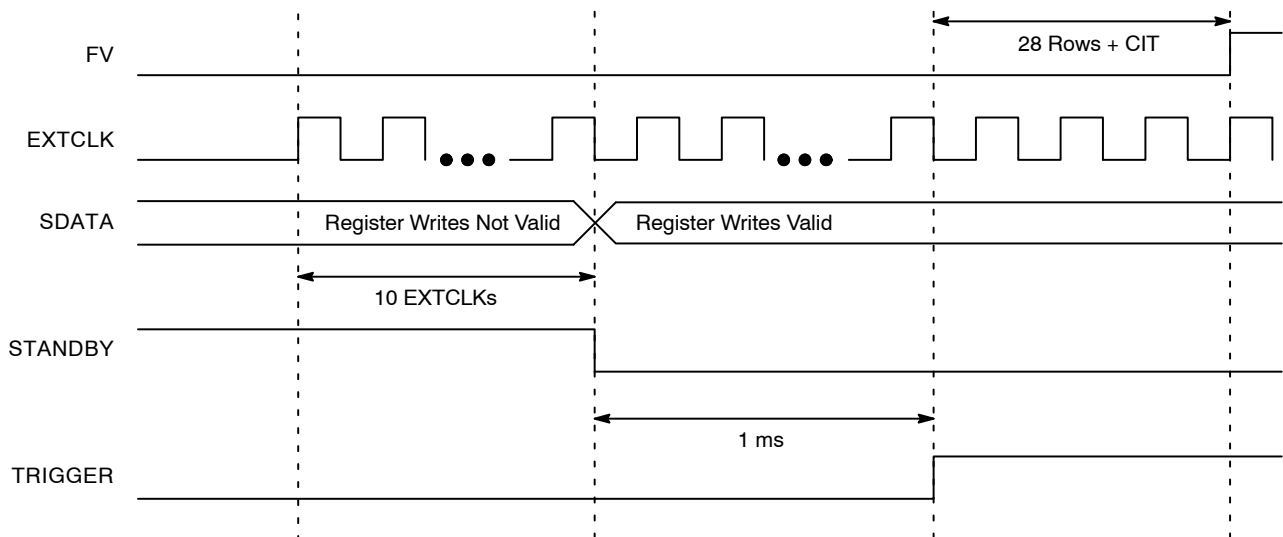 28 Rows + CIT
FV
EXTCLK
SDATA
Register Writes Not Valid
Register Writes Valid
10 EXTCLKs
STANDBY
1 ms
TRIGGER